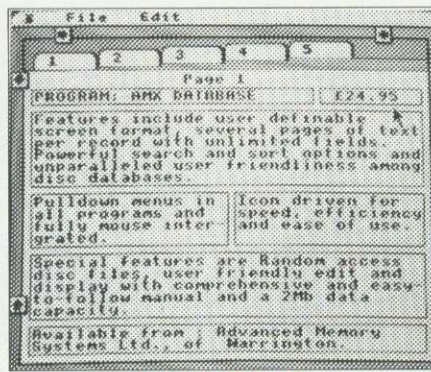 File Edit
1 2 3 4 5
Page 1
PROGRAM: AMX DATABASE £24.95
Features include user definable
screen format, several pages of text
per record with unlimited fields.
Powerful search and sort options and
unparalleled user friendliness among
disc databases.
Pulldown menus in
all programs and
fully mouse inter
grated.
Icon driven for
speed, efficiency
and ease of use.
Special features are Random access
disc files, user friendly edit and
display with comprehensive and easy-
to-follow manual and a 2Mb data
capacity.
Available from : Advanced Memory
Systems Ltd., of Warrington.